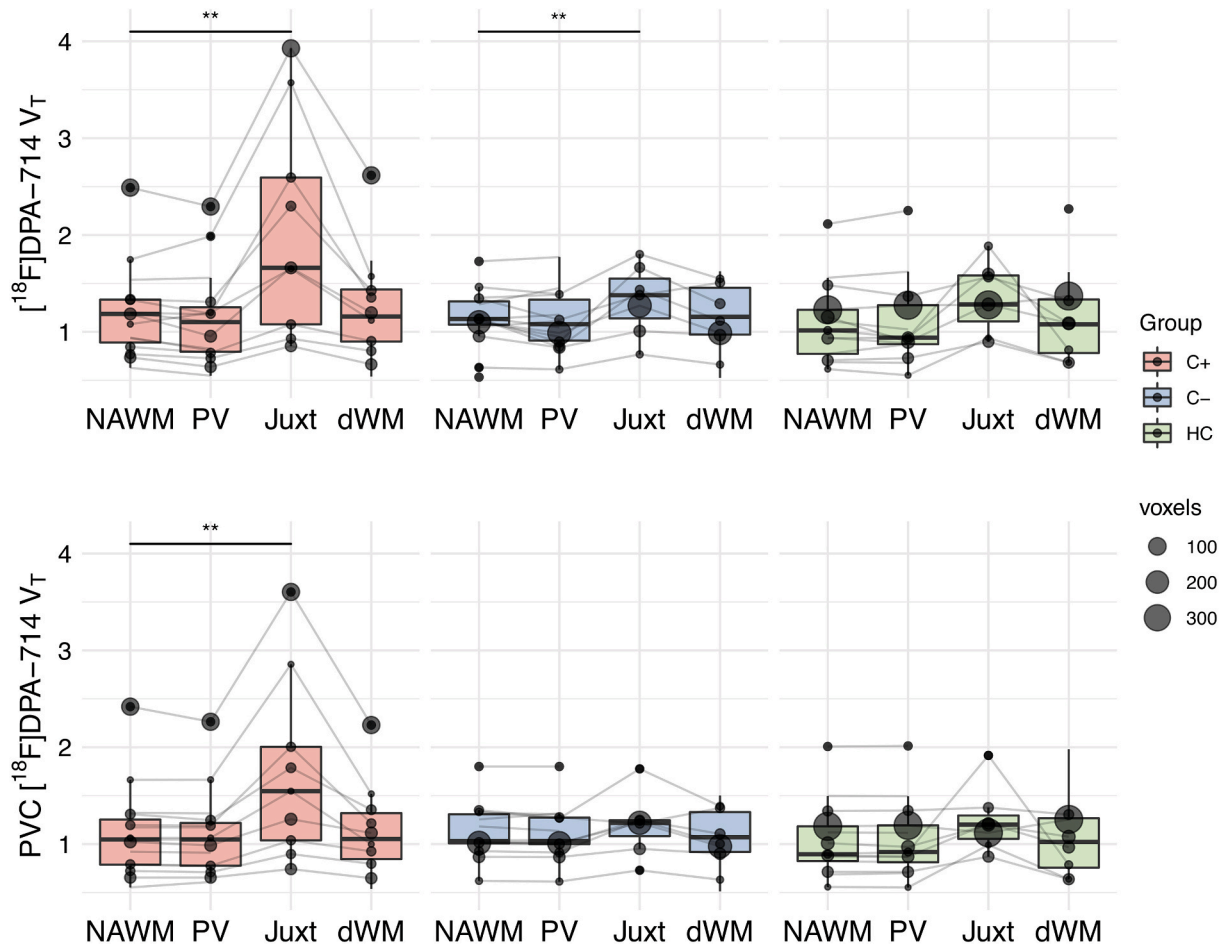 ** **
4
3
2
1
[18F]DPA−714 VT
NAWM PV Juxt dWM NAWM PV Juxt dWM NAWM PV Juxt dWM
Group
C+
C−
HC
voxels
100
200
300
**
4
3
2
1
PVC [18F]DPA−714 VT
NAWM PV Juxt dWM NAWM PV Juxt dWM NAWM PV Juxt dWM